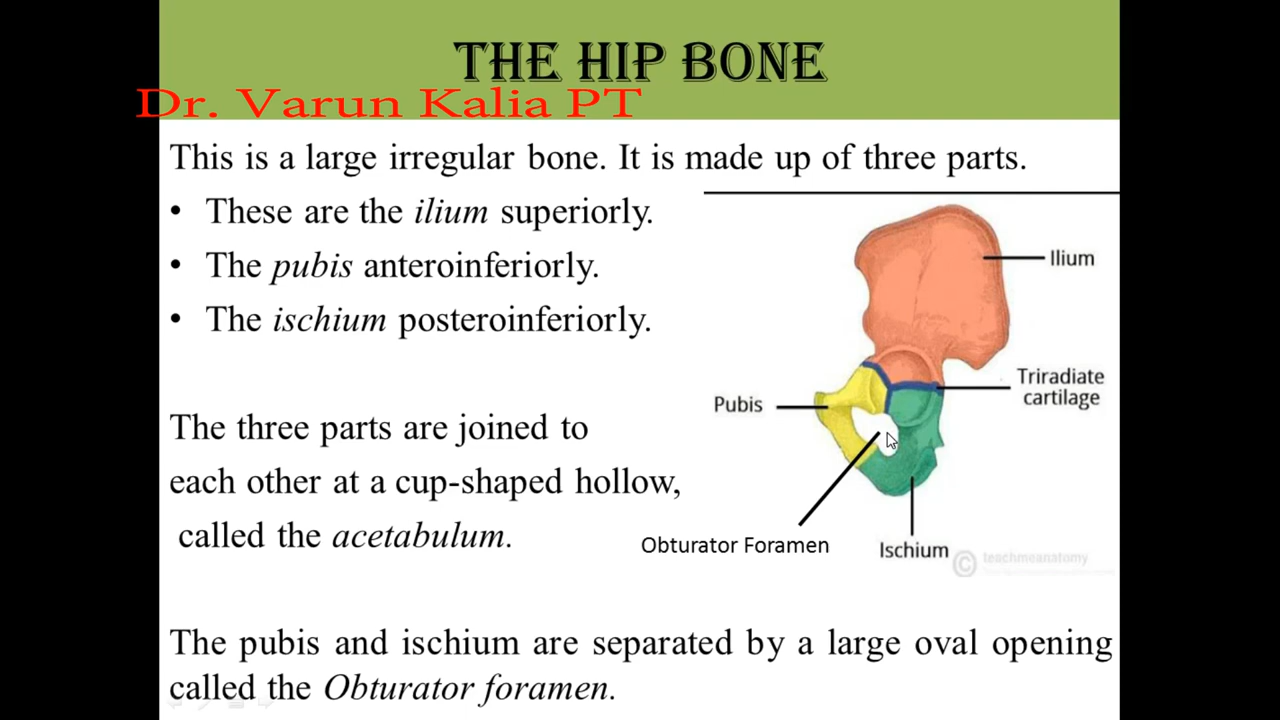 THE HIP BONE
Dr. Varun Kalia PT
This is a large irregular bone. It is made up of three parts.
• These are the ilium superiorly.
• The pubis anteroinferiorly.
• The ischium posteroinferiorly.
Ilium
Triradiate
cartilage
Pubis
The three parts are joined to
each other at a cup-shaped hollow,
called the acetabulum.
Obturator Foramen
Ischium
© teachmeanatomy
The pubis and ischium are separated by a large oval opening
called the Obturator foramen.